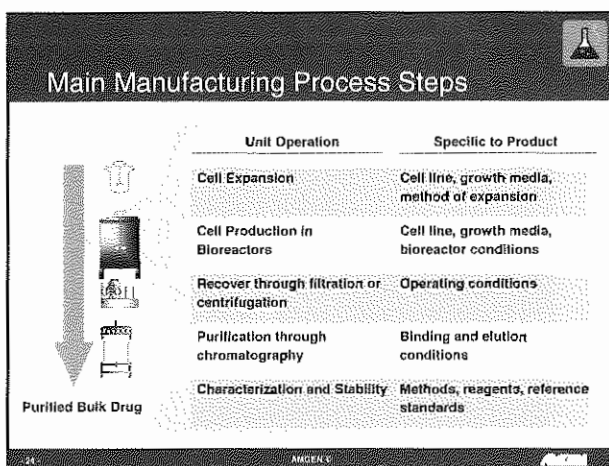 Main Manufacturing Process Steps
Unit Operation
Specific to Product
Cell Expansion
Cell line, growth media,
method of expansion
Cell Production in
Bioreactors
Cell line, growth media,
bioreactor conditions
Recover through filtration or
centrifugation
Operating conditions
Purification through
chromatography
Binding and elution
conditions
Characterization and Stability
Methods, reagents, reference
standards
Purified Bulk Drug
- 24 -